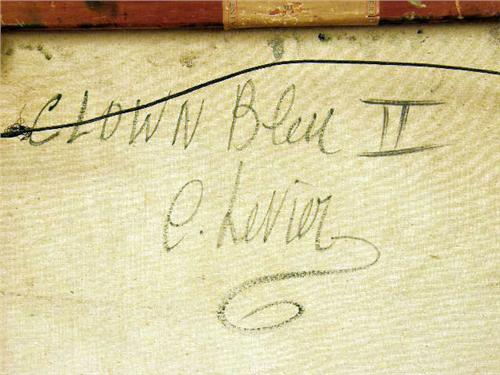 CLOWN Bleu II
C. Levier